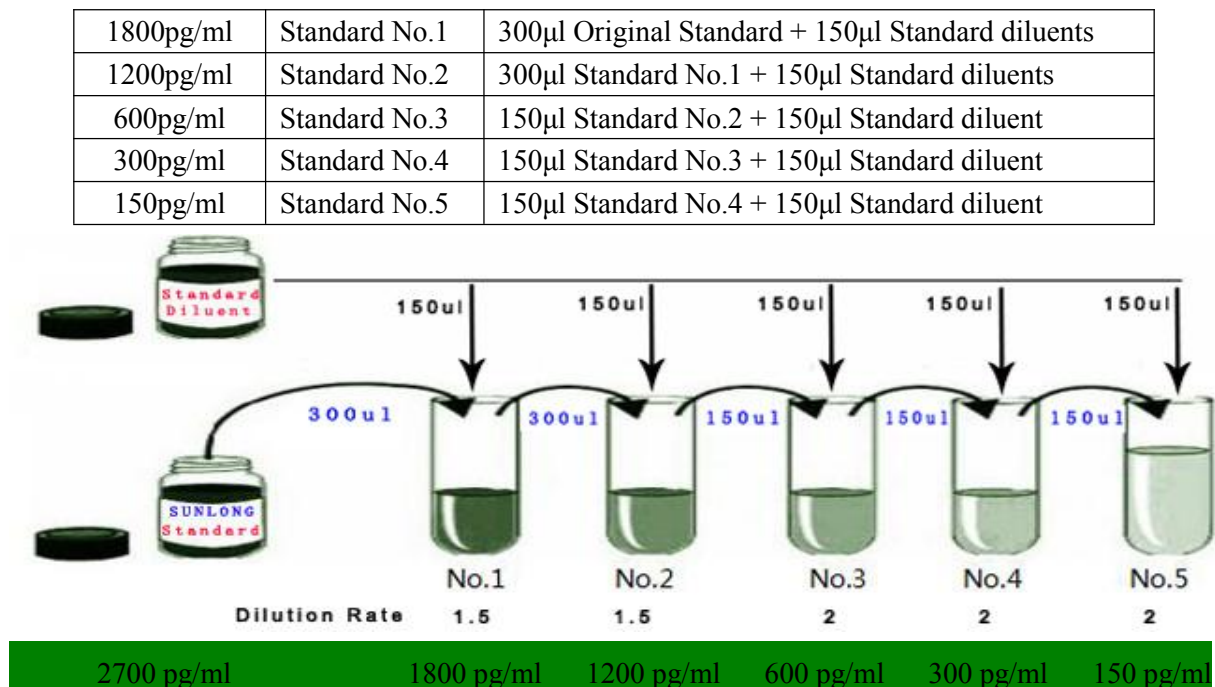 1800pg/ml Standard No.1 300μl Original Standard + 150μl Standard diluents
1200pg/ml Standard No.2 300μl Standard No.1 + 150μl Standard diluents
600pg/ml Standard No.3 150μl Standard No.2 + 150μl Standard diluent
300pg/ml Standard No.4 150μl Standard No.3 + 150μl Standard diluent
150pg/ml Standard No.5 150μl Standard No.4 + 150μl Standard diluent
Standard
Diluent
150ul 150ul 150ul 150ul 150ul
300ul 300ul 150ul 150ul 150ul
SUNLONG
Standard
No.1 No.2 No.3 No.4 No.5
Dilution Rate 1.5 1.5 2 2 2
2700 pg/ml 1800 pg/ml 1200 pg/ml 600 pg/ml 300 pg/ml 150 pg/ml